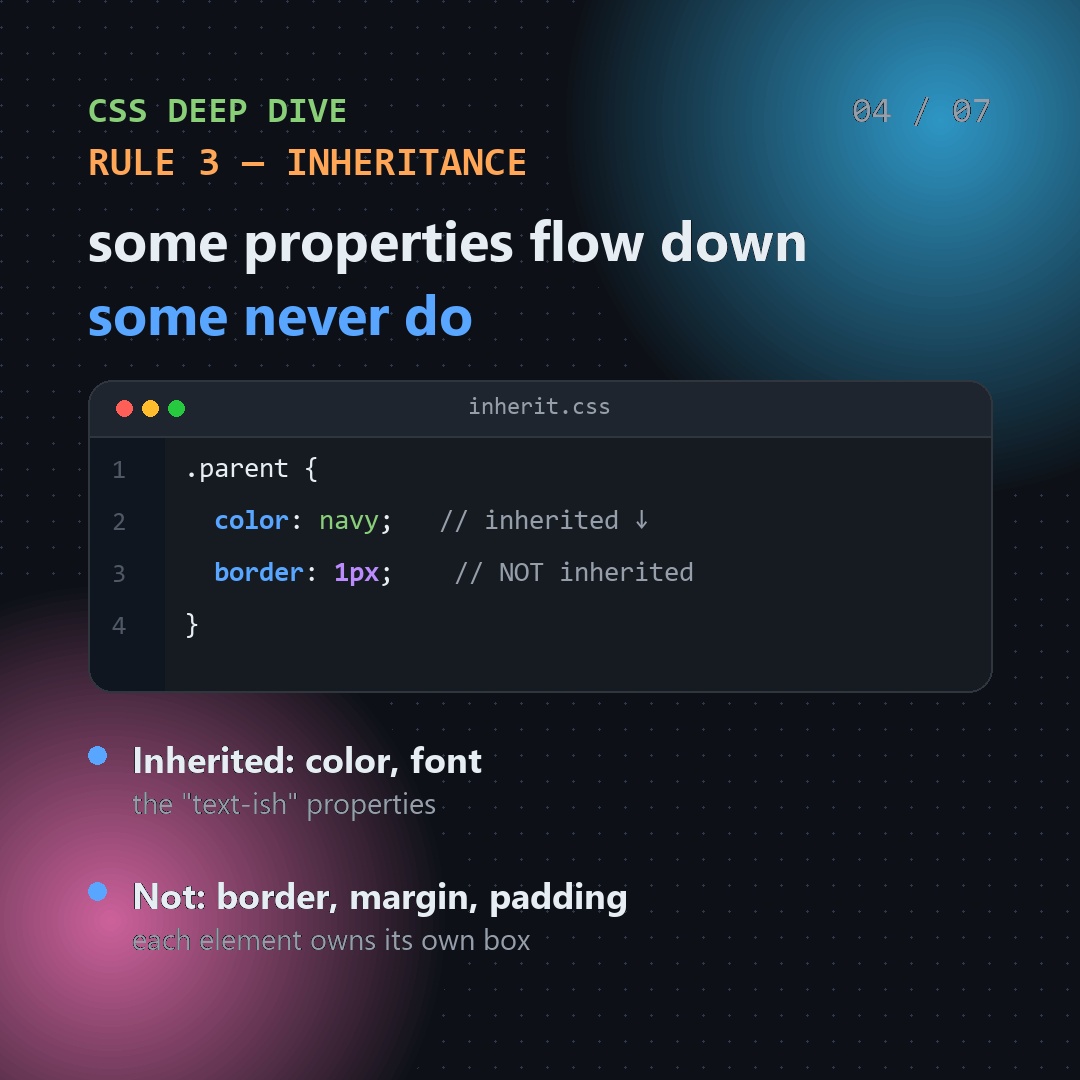 CSS DEEP DIVE
04 / 07
RULE 3 — INHERITANCE
some properties flow down
some never do
inherit.css
1 .parent {
2   color: navy;   // inherited ↓
3   border: 1px;    // NOT inherited
4 }
Inherited: color, font
the "text-ish" properties
Not: border, margin, padding
each element owns its own box